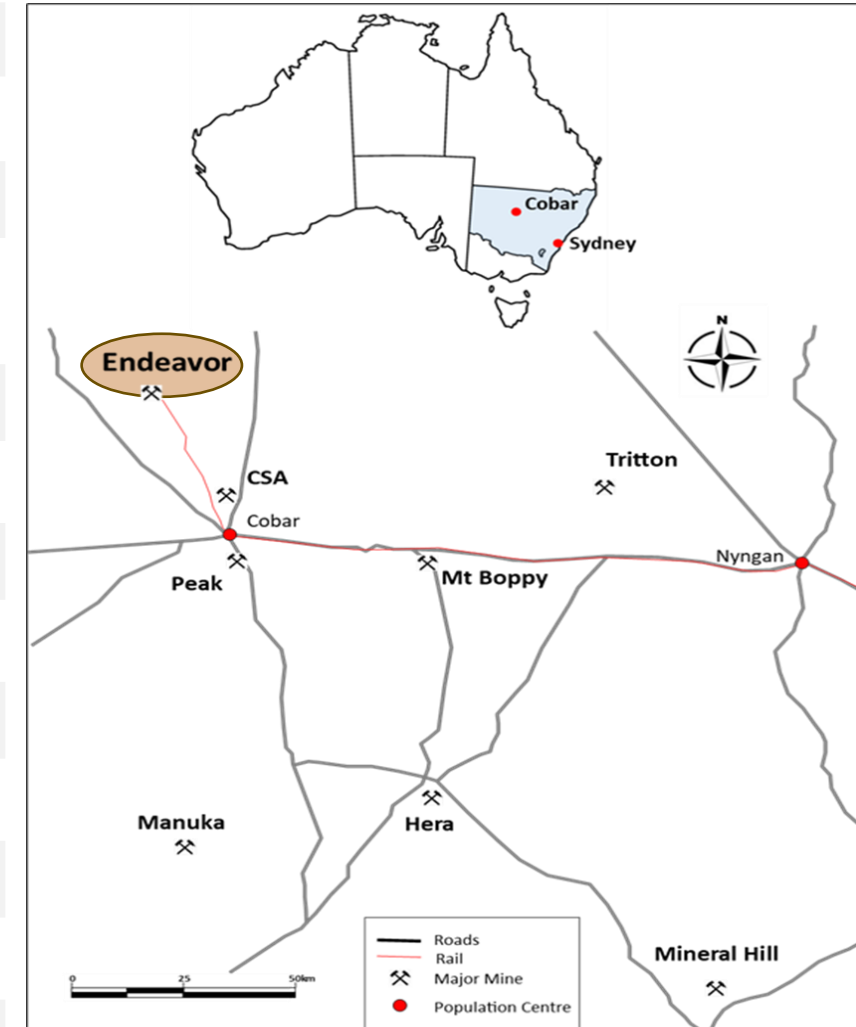 Cobar
Sydney
N
Endeavor
Tritton
CSA
Cobar
Nyngan
Peak
Mt Boppy
Manuka
Hera
Roads
Rail
Major Mine
Population Centre
Mineral Hill
0 25 50km